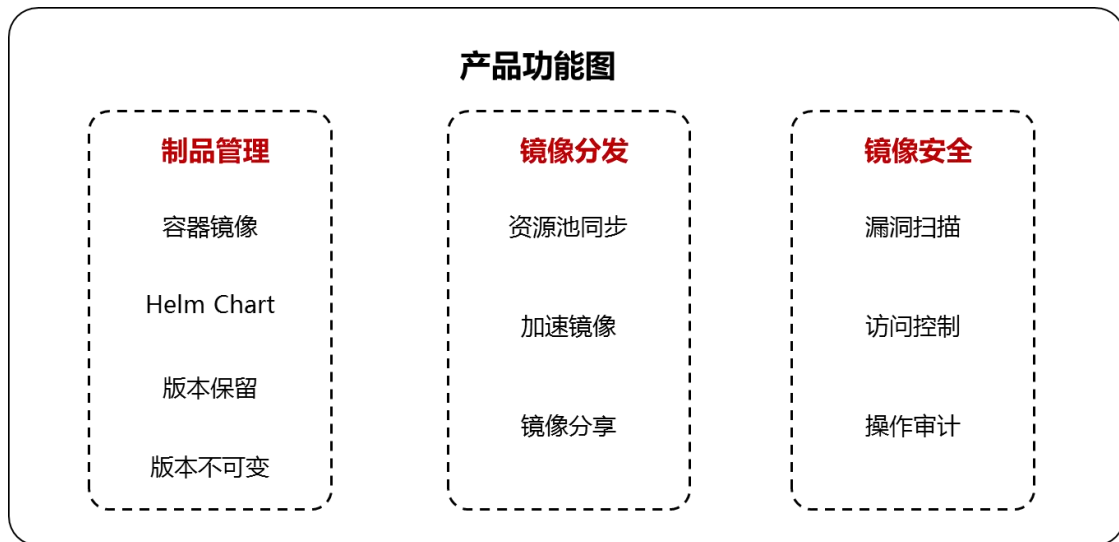 产品功能图
制品管理
容器镜像
Helm Chart
版本保留
版本不可变
镜像分发
资源池同步
加速镜像
镜像分享
镜像安全
漏洞扫描
访问控制
操作审计